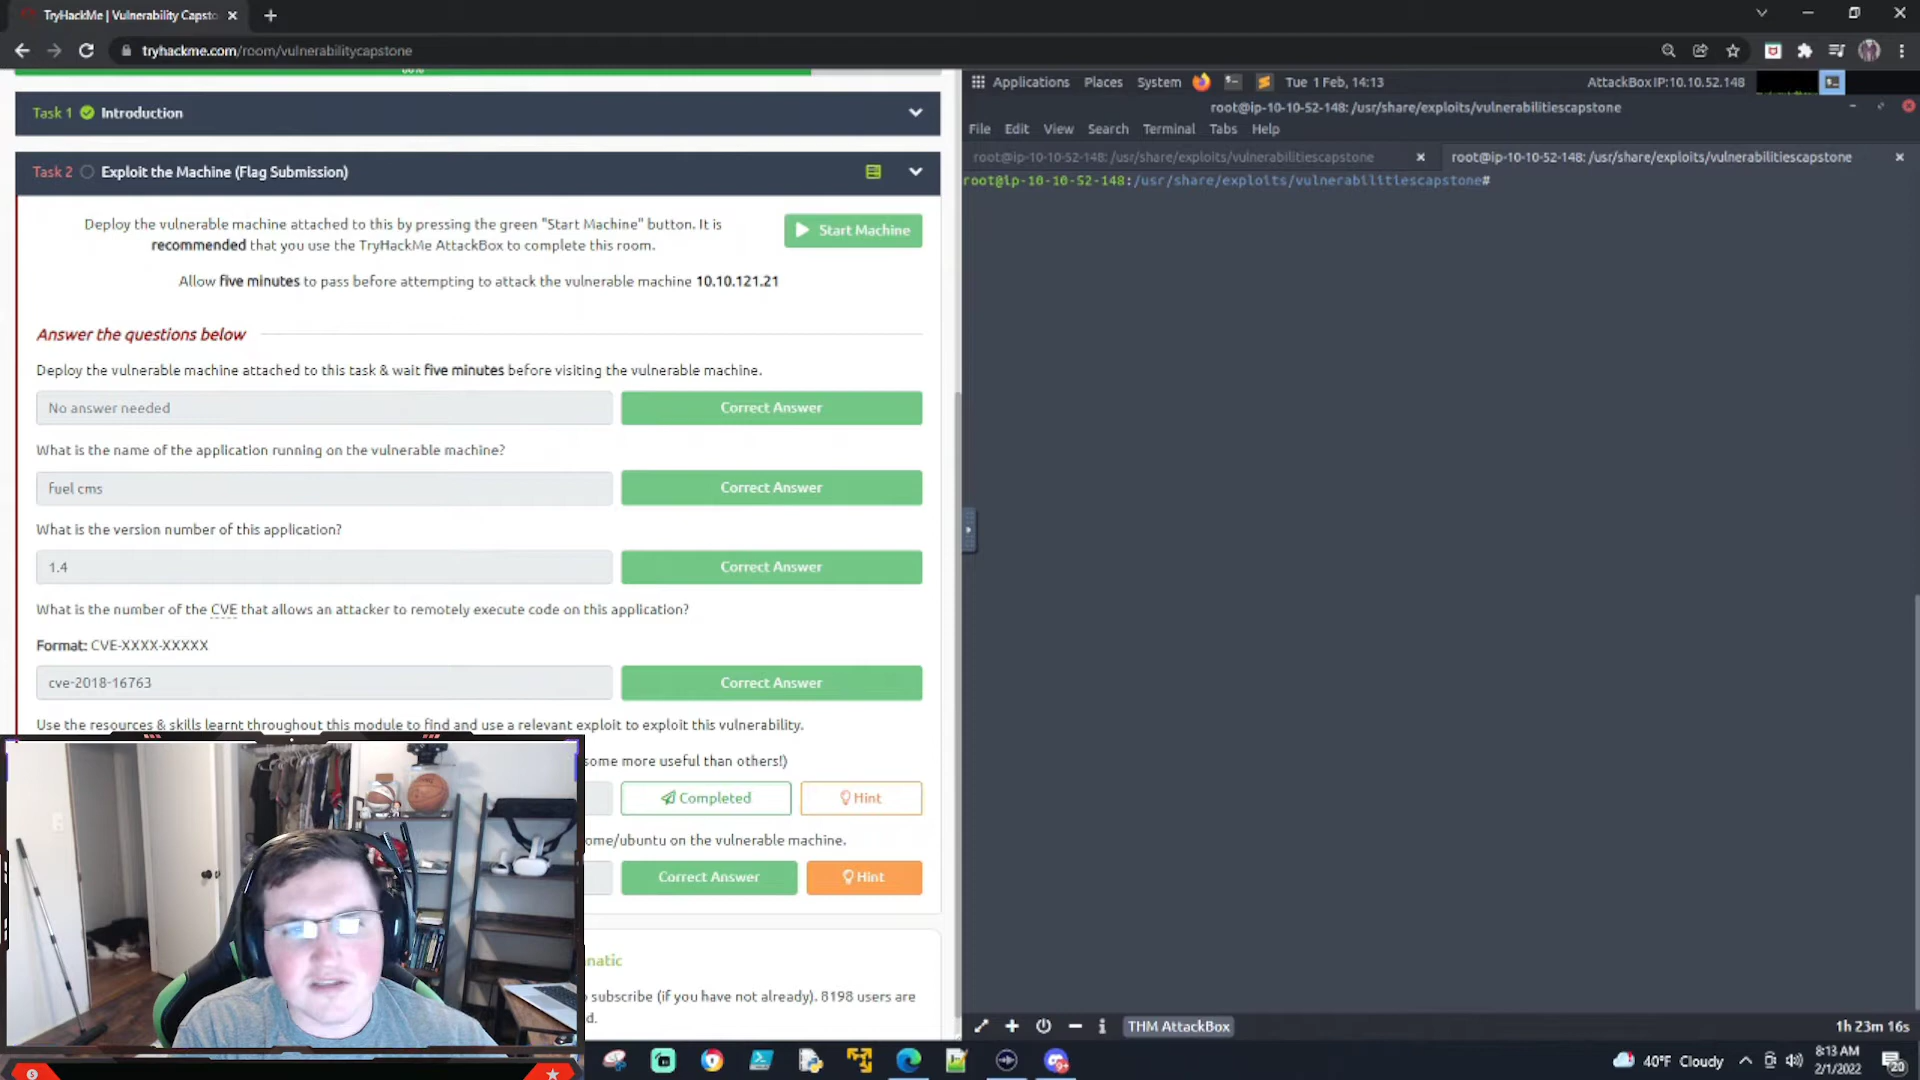 TryHackMe | Vulnerability Capsto
tryhackme.com/room/vulnerabilitycapstone
Task 1 Introduction
Task 2 Exploit the Machine (Flag Submission)
Deploy the vulnerable machine attached to this by pressing the green "Start Machine" button. It is
recommended that you use the TryHackMe AttackBox to complete this room.
Start Machine
Allow five minutes to pass before attempting to attack the vulnerable machine 10.10.121.21
Answer the questions below
Deploy the vulnerable machine attached to this task & wait five minutes before visiting the vulnerable machine.
No answer needed
Correct Answer
What is the name of the application running on the vulnerable machine?
fuel cms
Correct Answer
What is the version number of this application?
1.4
Correct Answer
What is the number of the CVE that allows an attacker to remotely execute code on this application?
Format: CVE-XXXX-XXXXX
cve-2018-16763
Correct Answer
Use the resources & skills learnt throughout this module to find and use a relevant exploit to exploit this vulnerability.
some more useful than others!)
Completed
Hint
ome/ubuntu on the vulnerable machine.
Correct Answer
Hint
natic
subscribe (if you have not already). 8198 users are
d.
Applications Places System Tue 1 Feb, 14:13 AttackBox IP:10.10.52.148
root@ip-10-10-52-148: /usr/share/exploits/vulnerabilitiescapstone
File Edit View Search Terminal Tabs Help
root@ip-10-10-52-148: /usr/share/exploits/vulnerabilitiescapstone
root@ip-10-10-52-148: /usr/share/exploits/vulnerabilitiescapstone
root@ip-10-10-52-148:/usr/share/exploits/vulnerabilitiescapstone#
THM AttackBox
1h 23m 16s
40°F Cloudy
8:13 AM
2/1/2022
20